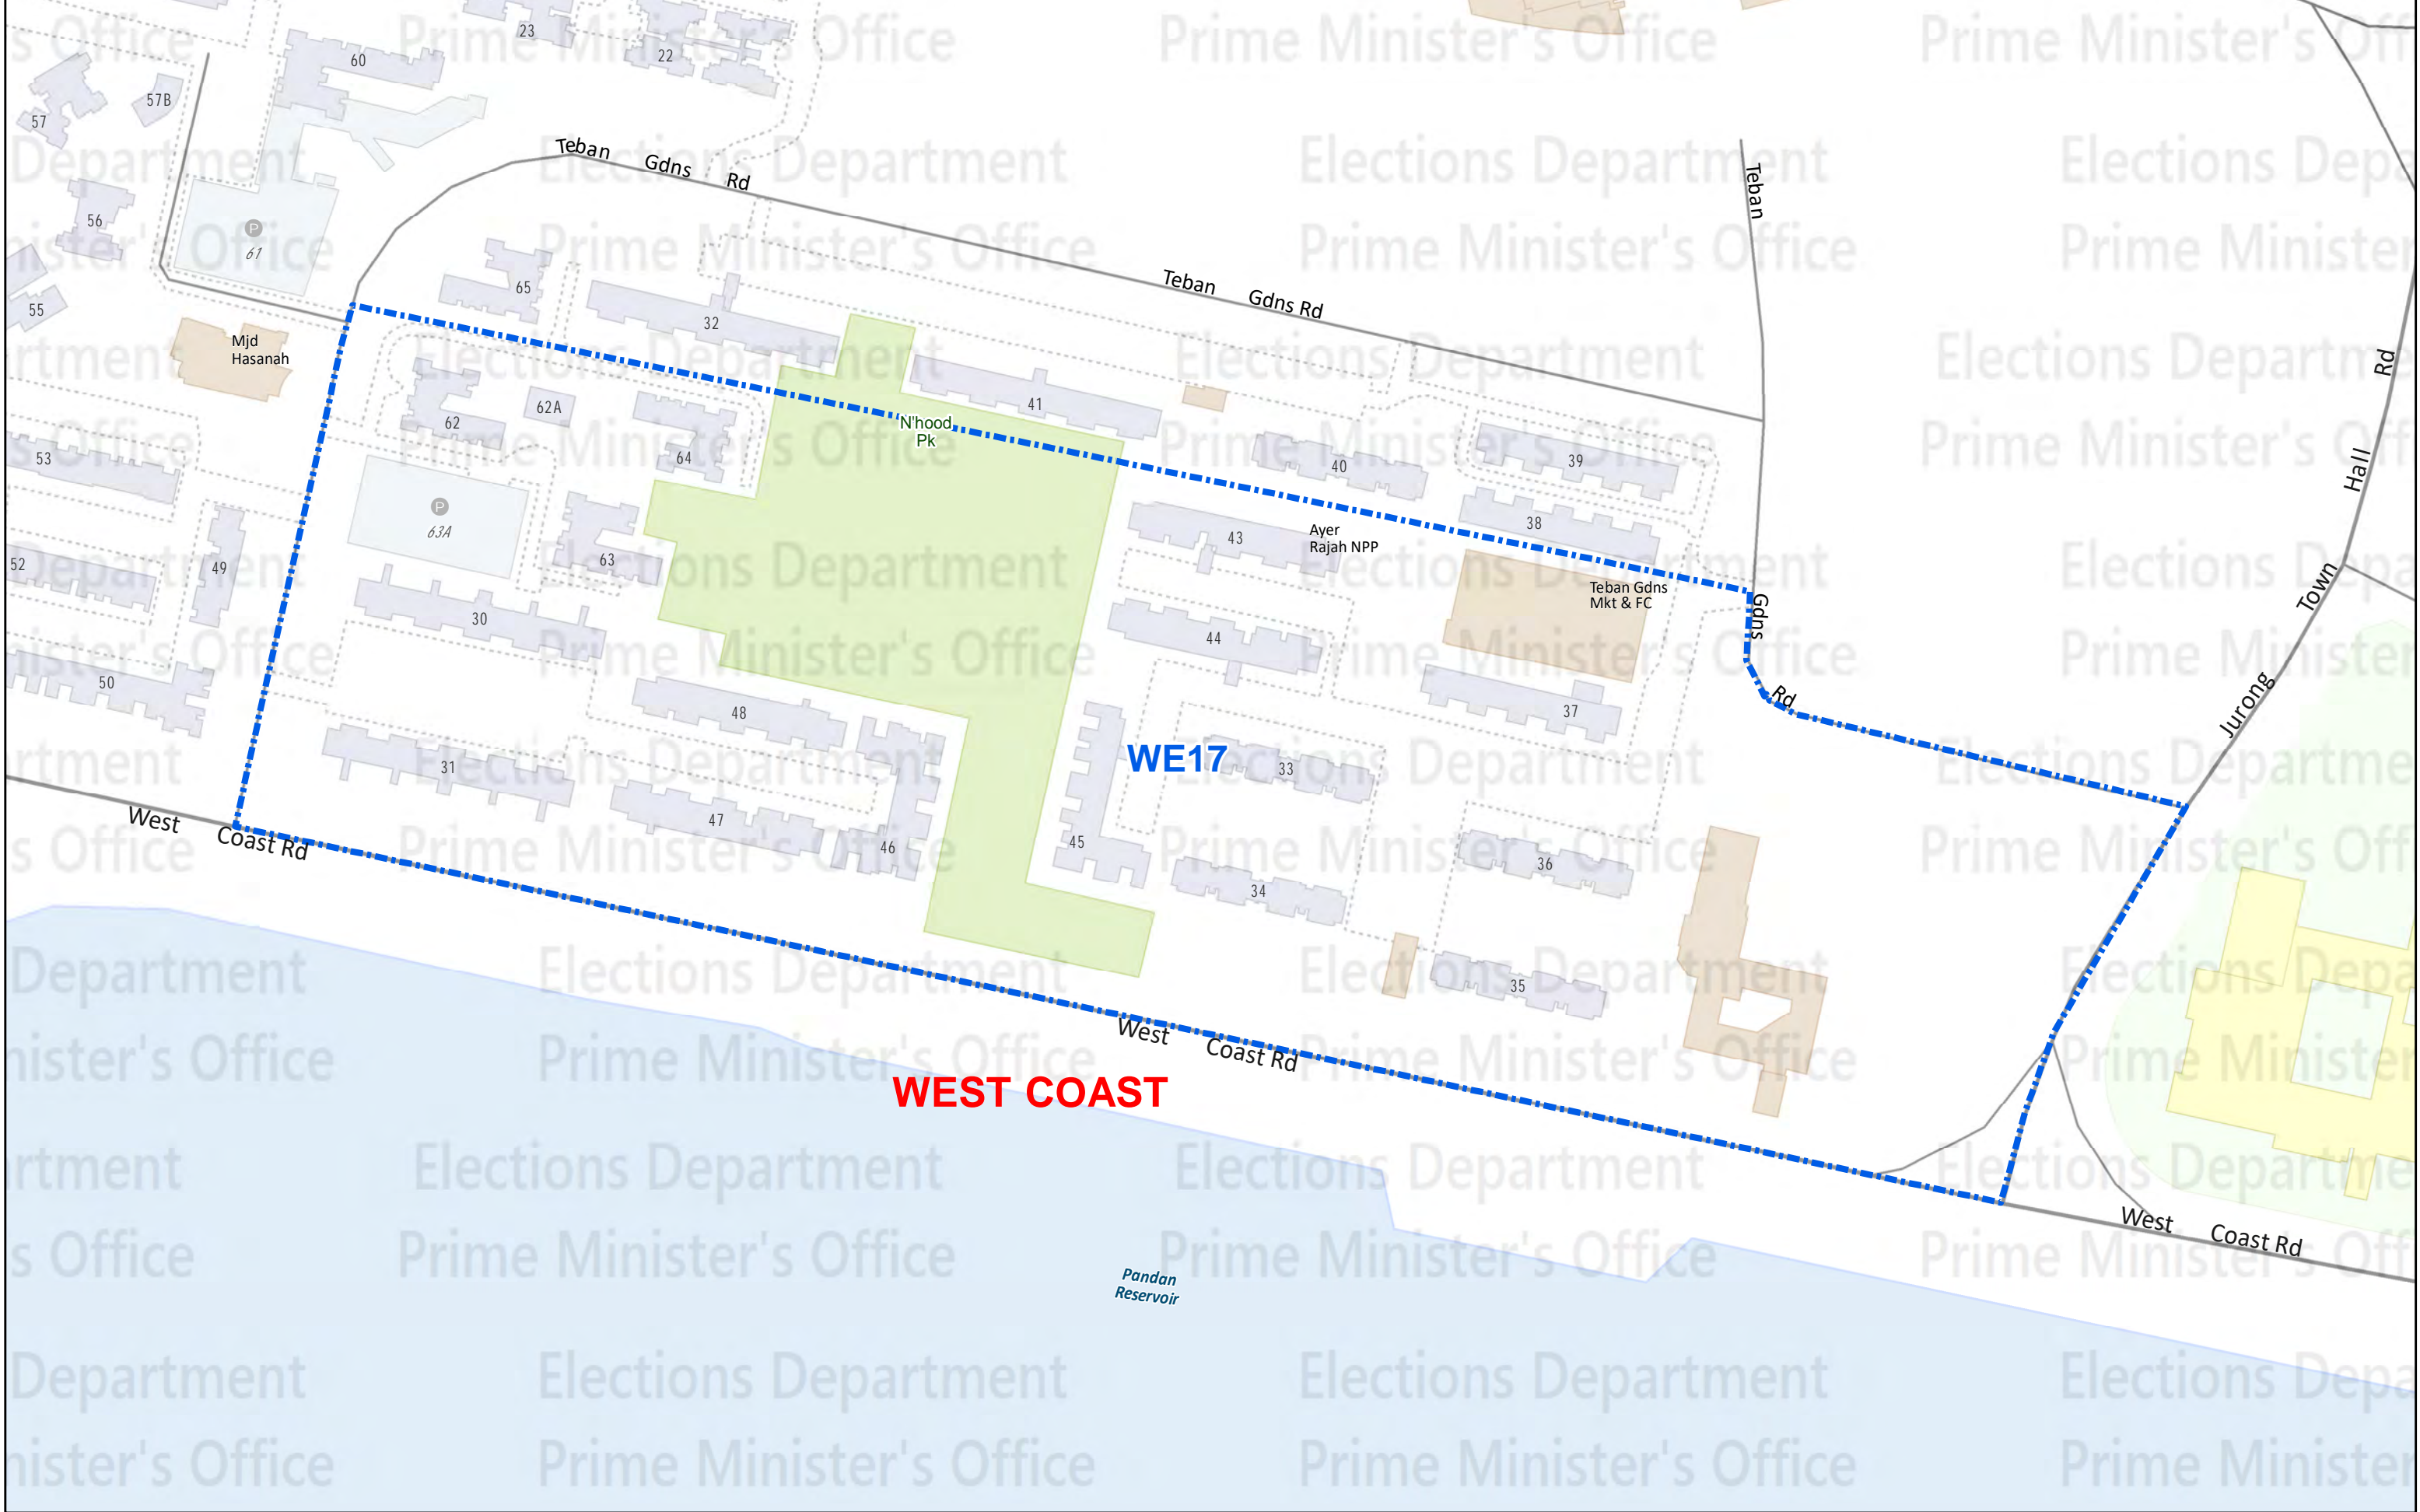 23
22
60
57B
57
Teban Gdns Rd
Teban
56
61
65
55
Teban Gdns Rd
32
Mjd
Hasanah
Rd
41
62A
62
N'hood
Pk
64
53
40
39
Hall
63A
43
38
Ayer
Rajah NPP
52
49
63
Teban Gdns
Mkt & FC
Gdns
Town
30
44
50
Rd
Jurong
48
37
31
WE17
33
West Coast Rd
47
46
45
36
34
35
West Coast Rd
WEST COAST
West Coast Rd
Pandan
Reservoir
P
P
Elections Department
Prime Minister's Office